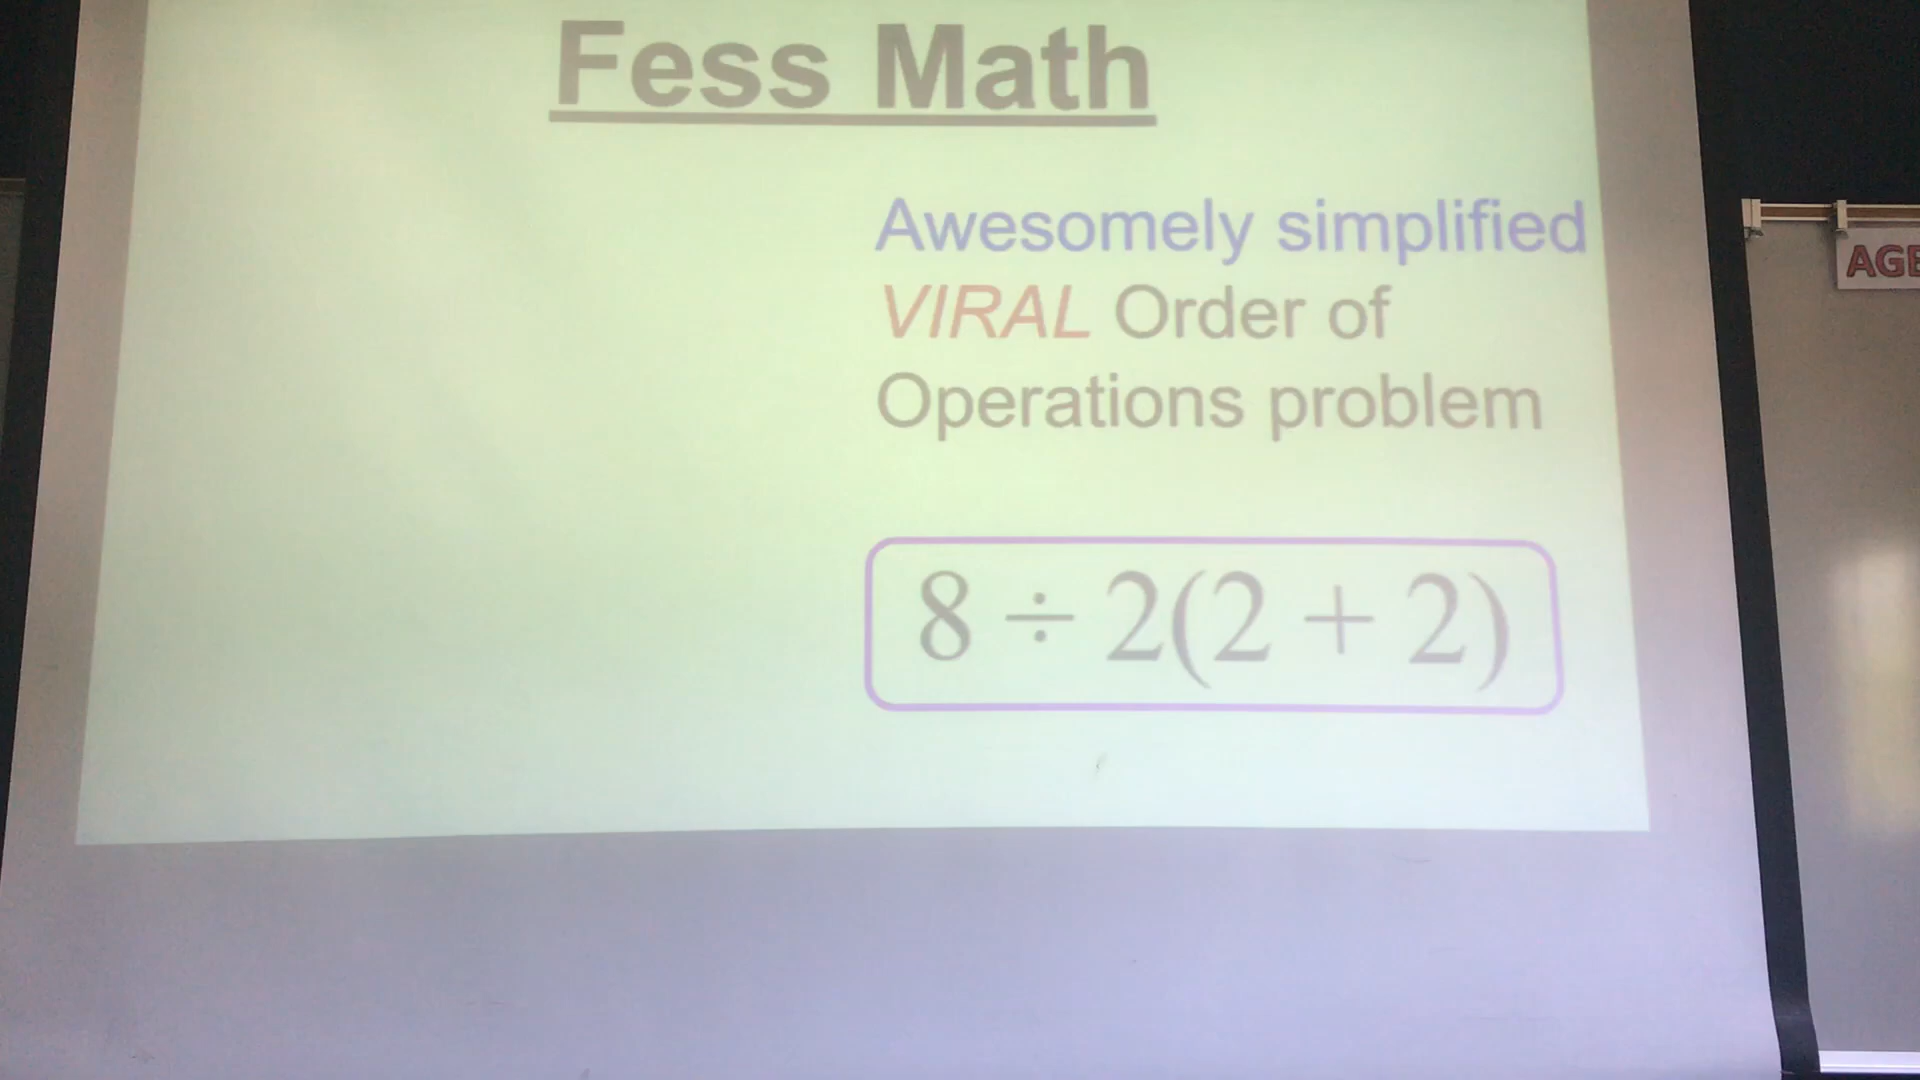 Fess Math
Awesomely simplified
VIRAL Order of
Operations problem
8 ÷ 2(2 + 2)